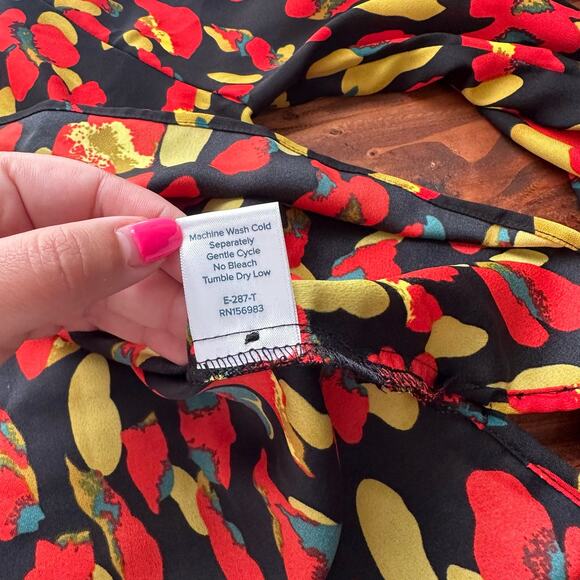 Machine Wash Cold
Separately
Gentle Cycle
No Bleach
Tumble Dry Low
E-287-T
RN156983